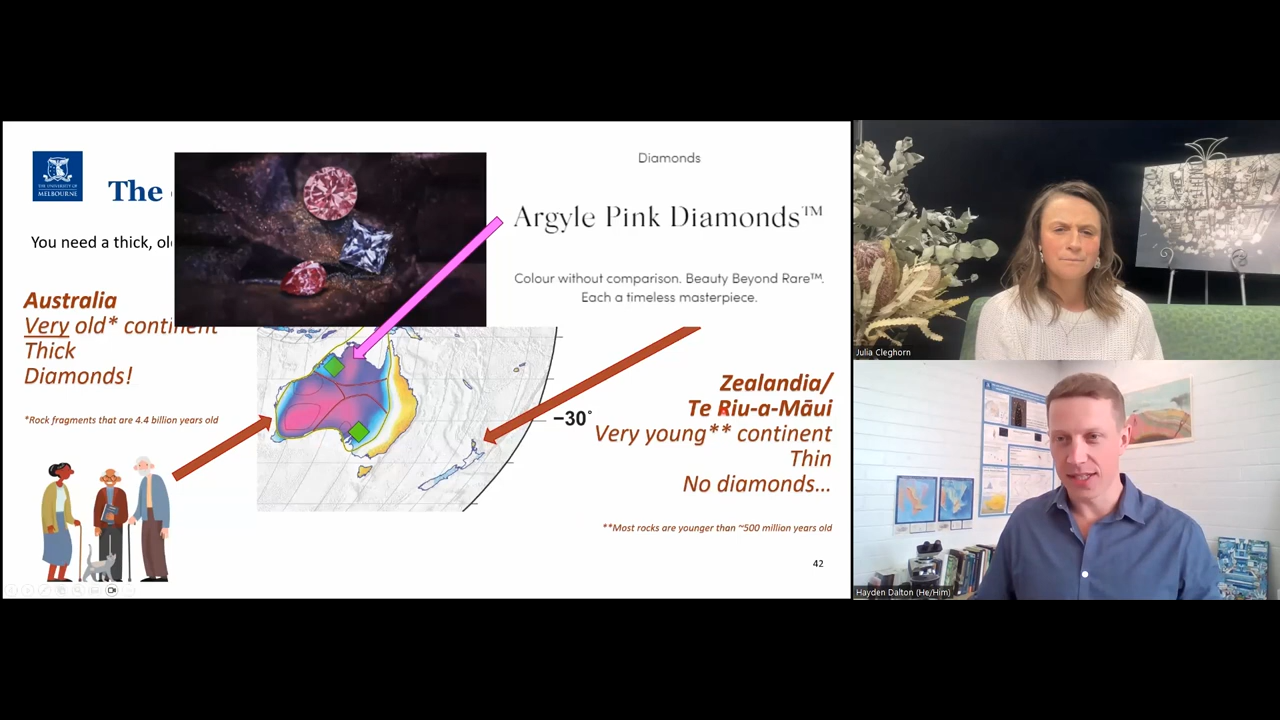 THE UNIVERSITY OF
MELBOURNE
The
You need a thick, ol
Diamonds
Argyle Pink Diamonds™
Colour without comparison. Beauty Beyond Rare™.
Each a timeless masterpiece.
Australia
Very old* continent
Thick
Diamonds!
*Rock fragments that are 4.4 billion years old
−30°
Zealandia/
Te Riu-a-Māui
Very young** continent
Thin
No diamonds...
**Most rocks are younger than ~500 million years old
42
Julia Cleghorn
Hayden Dalton (He/Him)